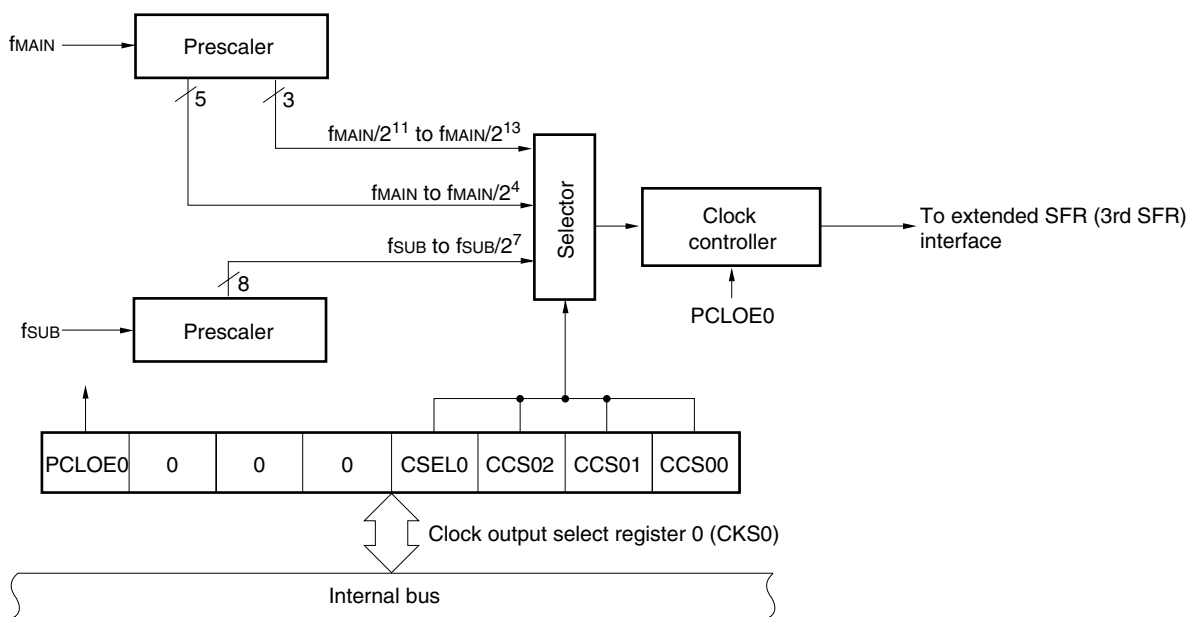 fMAIN
Prescaler
5
3
fMAIN/2¹¹ to fMAIN/2¹³
fMAIN to fMAIN/2⁴
fSUB to fSUB/2⁷
Selector
Clock
controller
To extended SFR (3rd SFR)
interface
PCLOE0
8
fSUB
Prescaler
PCLOE0 0 0 0 CSEL0 CCS02 CCS01 CCS00
Clock output select register 0 (CKS0)
Internal bus